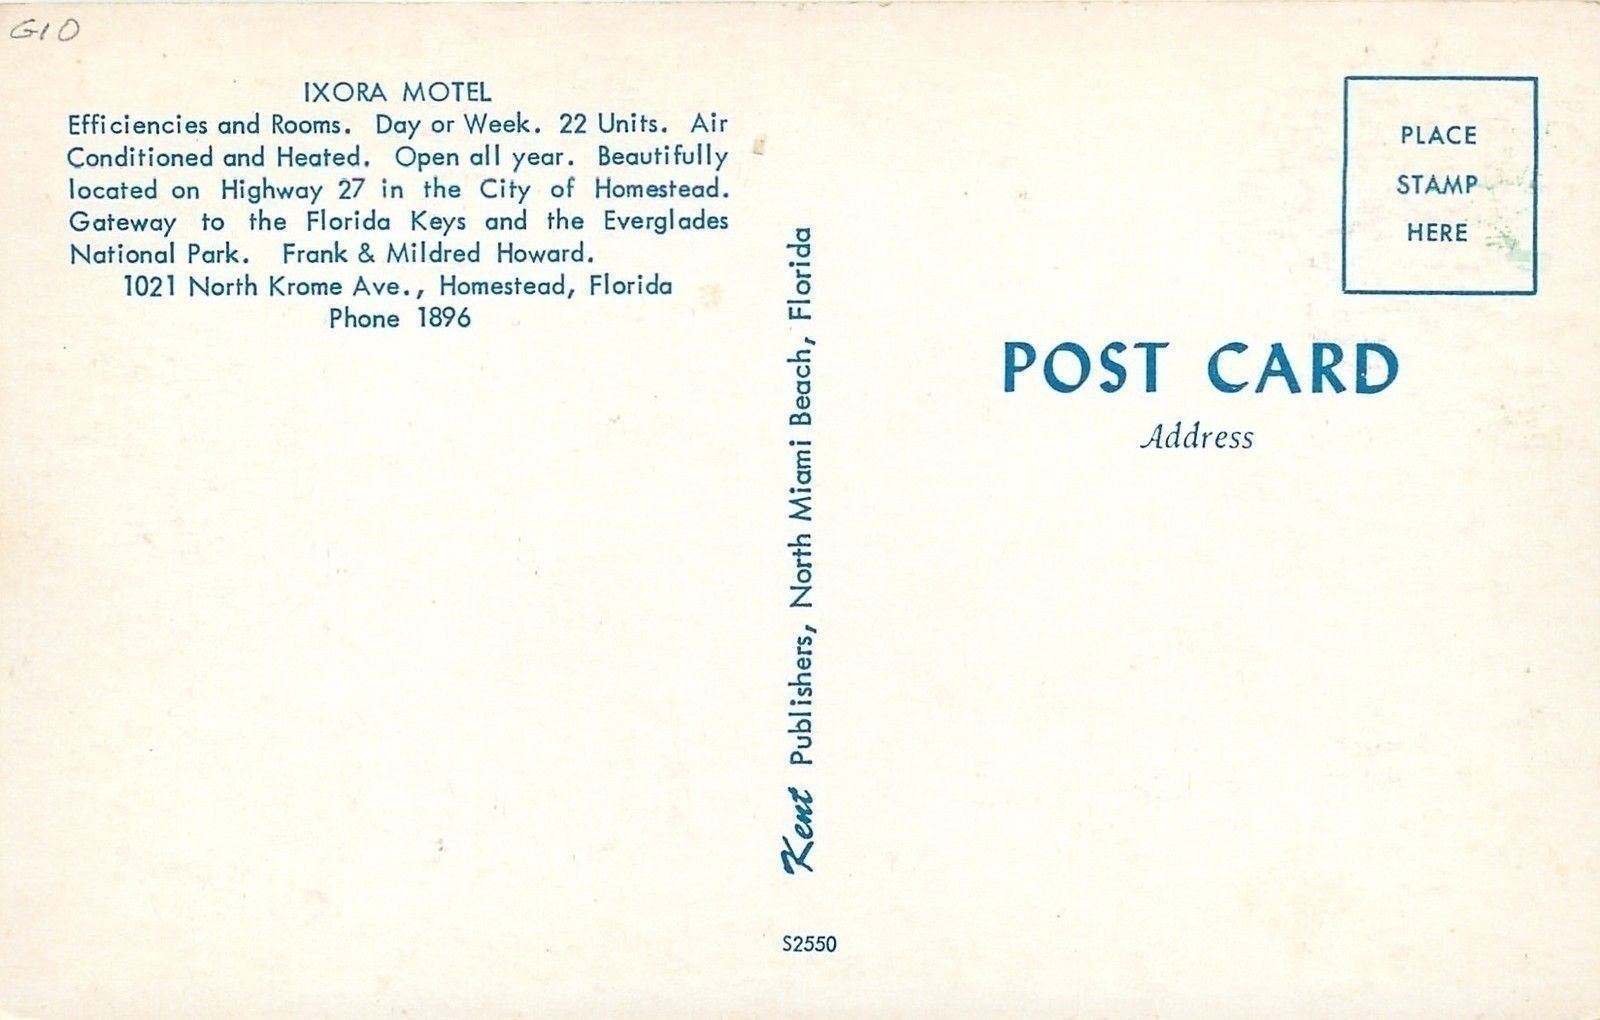 G10
IXORA MOTEL
Efficiencies and Rooms. Day or Week. 22 Units. Air
Conditioned and Heated. Open all year. Beautifully
located on Highway 27 in the City of Homestead.
Gateway to the Florida Keys and the Everglades
National Park. Frank & Mildred Howard.
1021 North Krome Ave., Homestead, Florida
Phone 1896
Kent Publishers, North Miami Beach, Florida
S2550
PLACE
STAMP
HERE
POST CARD
Address